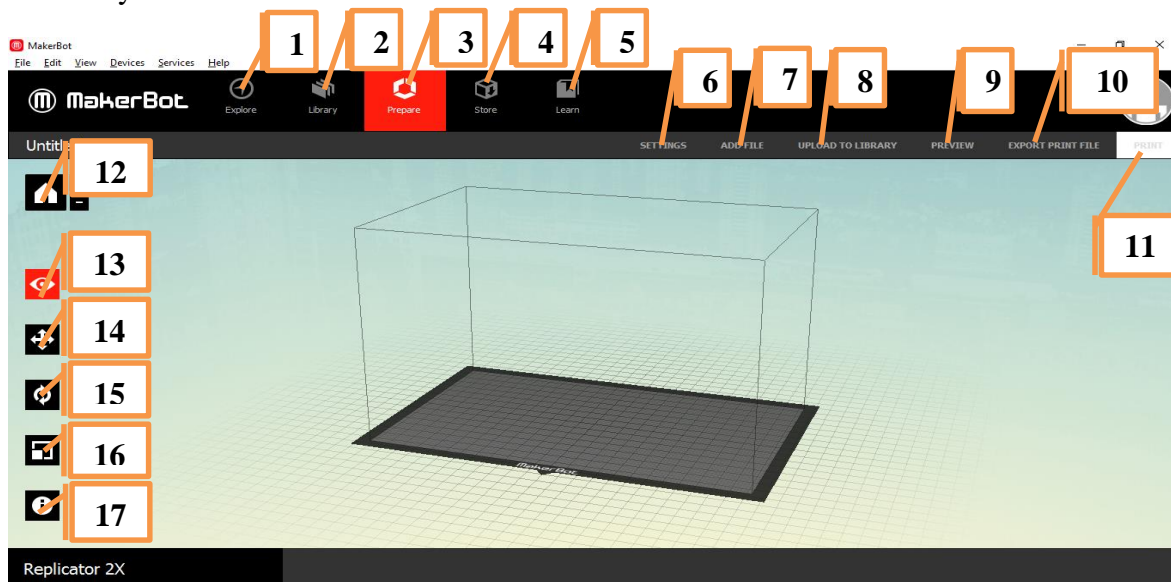 1 2 3 4 5
MakerBot
File Edit View Devices Services Help
6 7 8 9 10
MakerBot
Explore Library Prepare Store Learn
SETTINGS ADD FILE UPLOAD TO LIBRARY PREVIEW EXPORT PRINT FILE PRINT
12
11
13
14
15
16
17
MakerBot
Replicator 2X